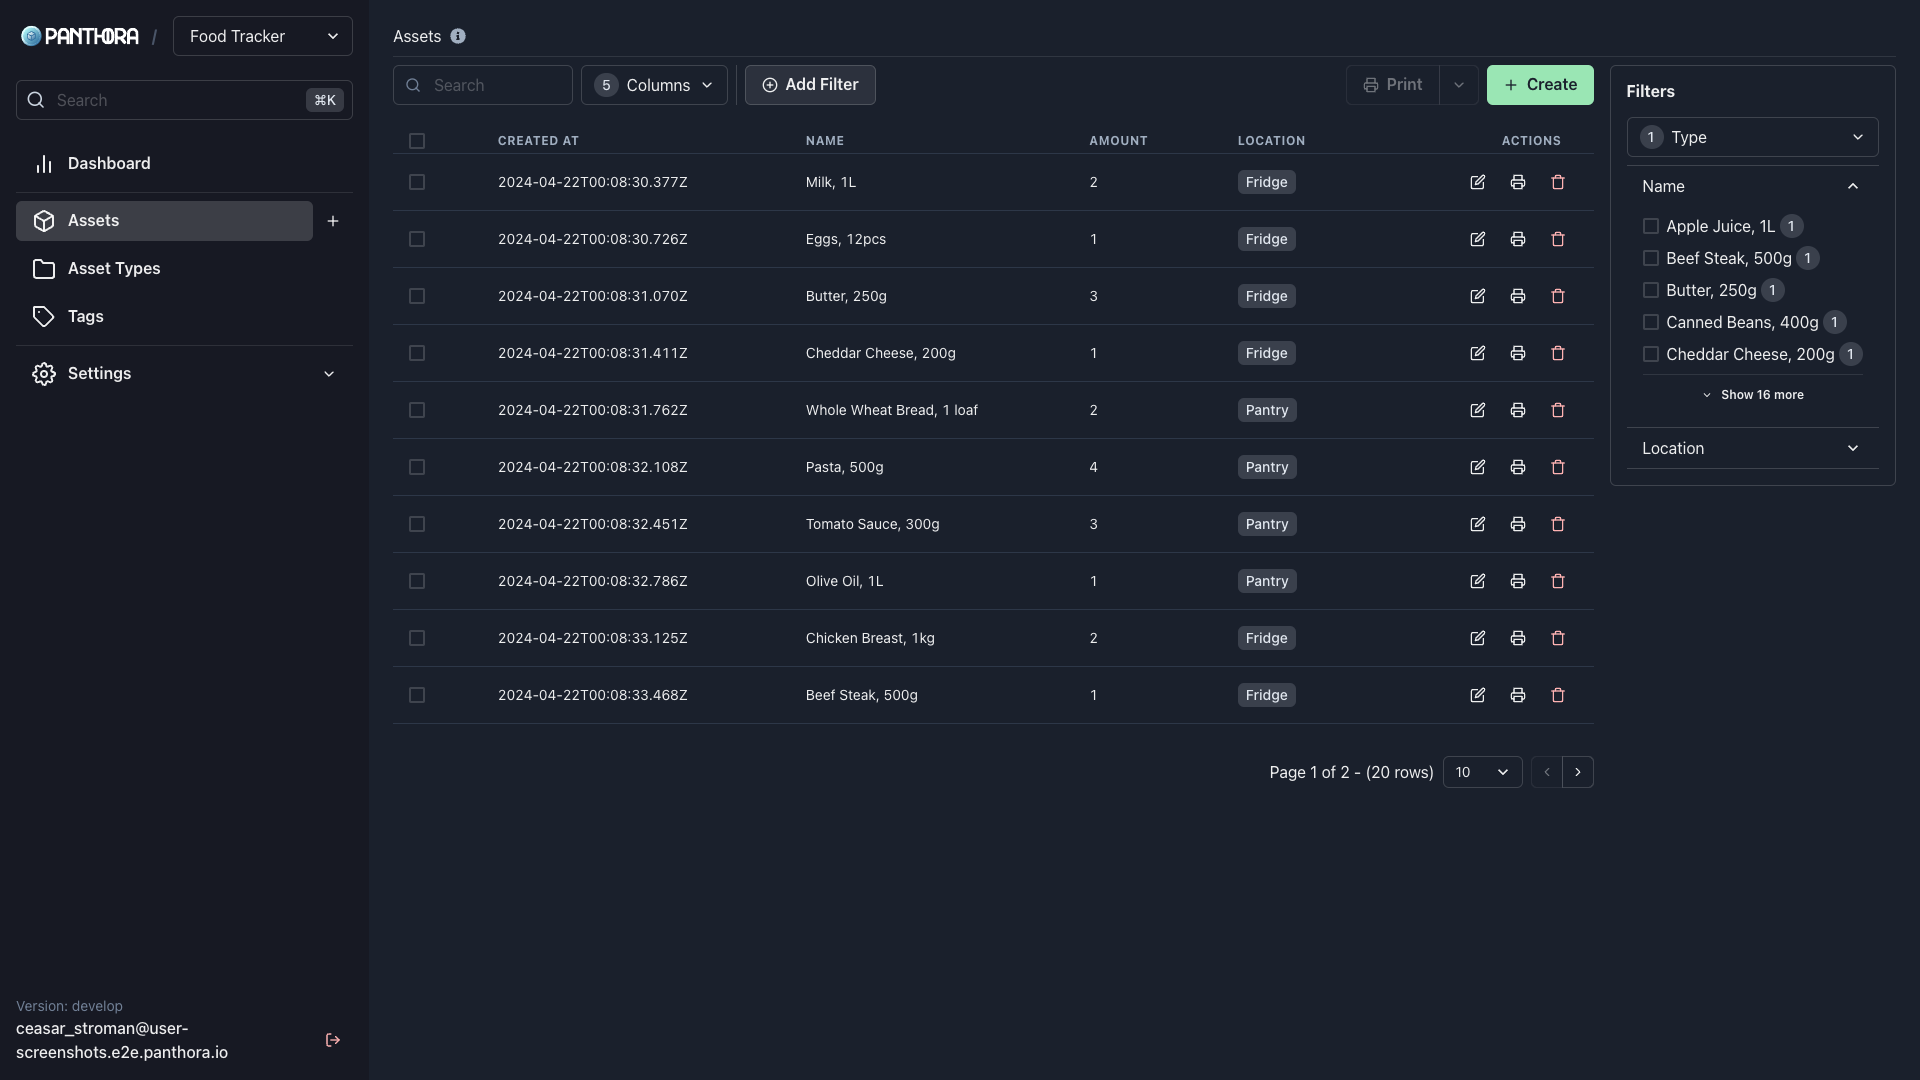 PANTHORA / Food Tracker
Search ⌘K
Dashboard
Assets +
Asset Types
Tags
Settings
Version: develop
ceasar_stroman@user-
screenshots.e2e.panthora.io
Assets
Search 5 Columns Add Filter Print + Create
CREATED AT NAME AMOUNT LOCATION ACTIONS
2024-04-22T00:08:30.377Z Milk, 1L 2 Fridge
2024-04-22T00:08:30.726Z Eggs, 12pcs 1 Fridge
2024-04-22T00:08:31.070Z Butter, 250g 3 Fridge
2024-04-22T00:08:31.411Z Cheddar Cheese, 200g 1 Fridge
2024-04-22T00:08:31.762Z Whole Wheat Bread, 1 loaf 2 Pantry
2024-04-22T00:08:32.108Z Pasta, 500g 4 Pantry
2024-04-22T00:08:32.451Z Tomato Sauce, 300g 3 Pantry
2024-04-22T00:08:32.786Z Olive Oil, 1L 1 Pantry
2024-04-22T00:08:33.125Z Chicken Breast, 1kg 2 Fridge
2024-04-22T00:08:33.468Z Beef Steak, 500g 1 Fridge
Page 1 of 2 - (20 rows) 10
Filters
1 Type
Name
Apple Juice, 1L 1
Beef Steak, 500g 1
Butter, 250g 1
Canned Beans, 400g 1
Cheddar Cheese, 200g 1
Show 16 more
Location